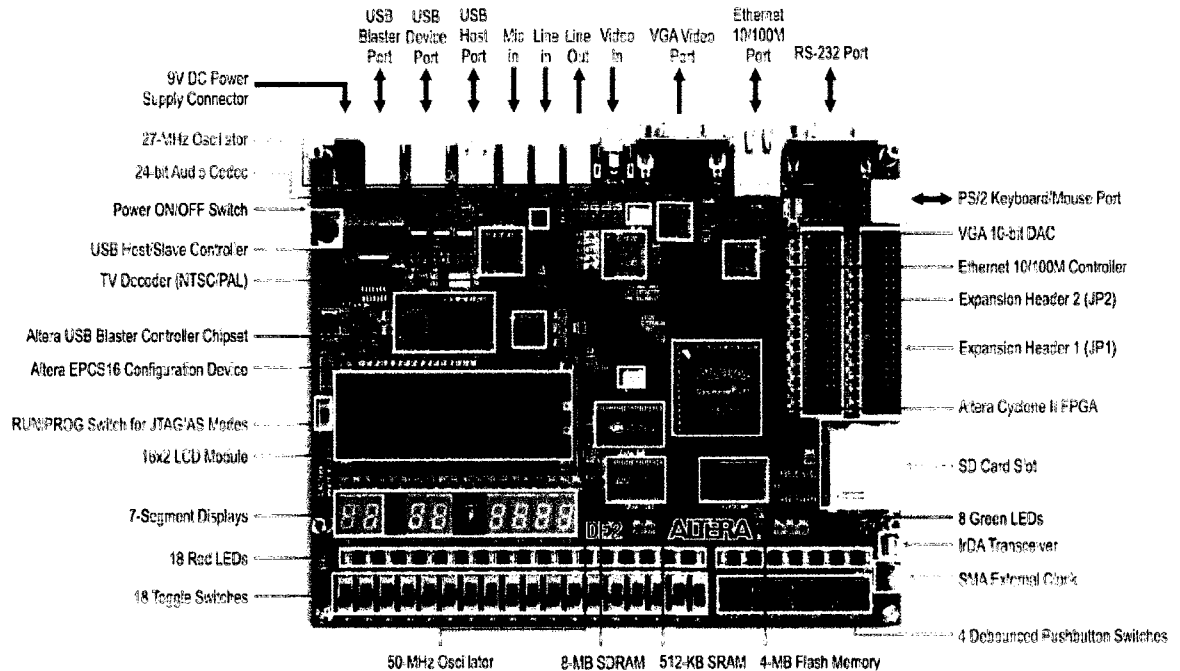 USB Blaster Port
USB Device Port
USB Host Port
Mic in
Line in
Line Out
Video In
VGA Video Port
Ethernet 10/100M Port
RS-232 Port
9V DC Power Supply Connector
27-MHz Oscillator
24-bit Audio Codec
Power ON/OFF Switch
USB Host/Slave Controller
TV Decoder (NTSC/PAL)
Altera USB Blaster Controller Chipset
Altera EPCS16 Configuration Device
RUN/PROG Switch for JTAG/AS Modes
16x2 LCD Module
7-Segment Displays
18 Red LEDs
18 Toggle Switches
PS/2 Keyboard/Mouse Port
VGA 10-bit DAC
Ethernet 10/100M Controller
Expansion Header 2 (JP2)
Expansion Header 1 (JP1)
Altera Cyclone II FPGA
SD Card Slot
8 Green LEDs
IrDA Transceiver
SMA External Clock
4 Debounced Pushbutton Switches
DE2
ALTERA
50-MHz Oscillator
8-MB SDRAM
512-KB SRAM
4-MB Flash Memory